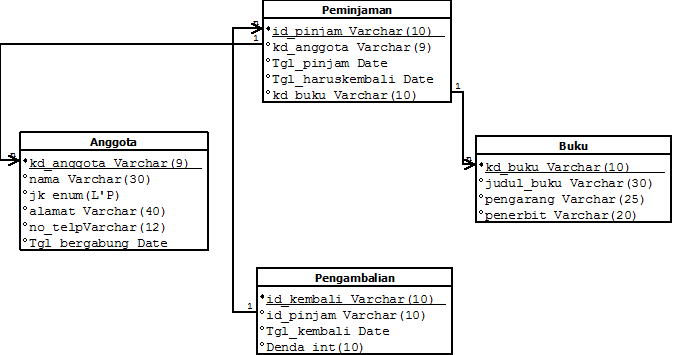 Peminjaman
id_pinjam Varchar(10)
kd_anggota Varchar(9)
Tgl_pinjam Date
Tgl_haruskembali Date
kd_buku Varchar(10)
1
1
Anggota
kd_anggota Varchar(9)
nama Varchar(30)
jk enum(L'P)
alamat Varchar(40)
no_telpVarchar(12)
Tgl_bergabung Date
Buku
kd_buku Varchar(10)
judul_buku Varchar(30)
pengarang Varchar(25)
penerbit Varchar(20)
Pengambalian
1
id_kembali Varchar(10)
id_pinjam Varchar(10)
Tgl_kembali Date
Denda int(10)